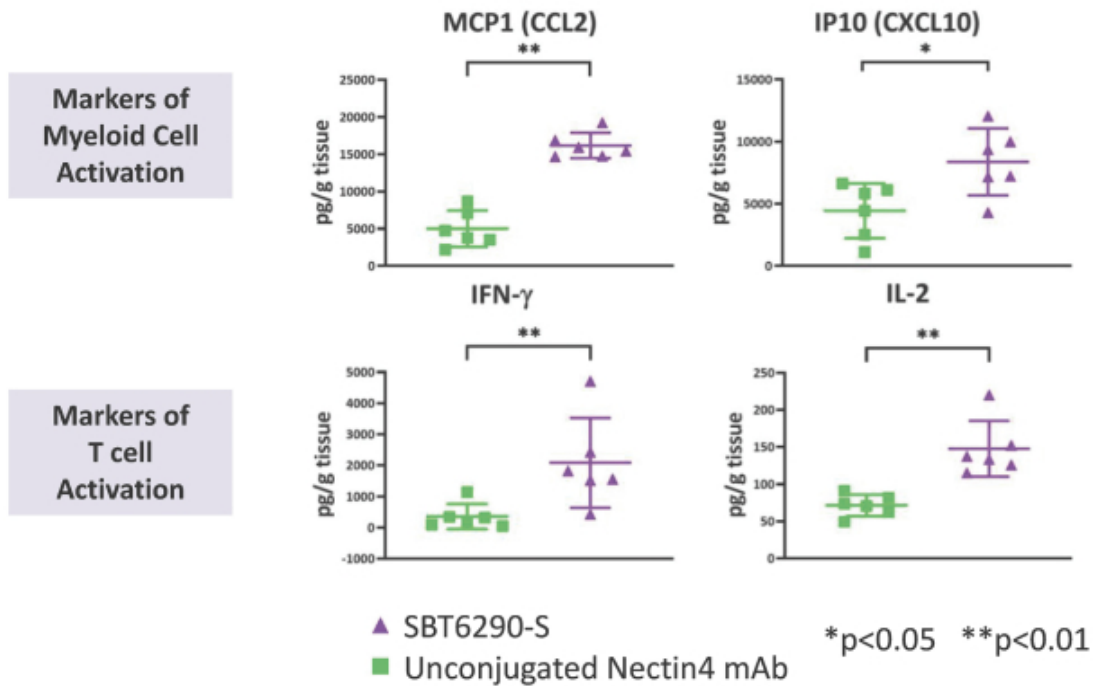 MCP1 (CCL2)
IP10 (CXCL10)
**
*
Markers of
Myeloid Cell
Activation
pg/g tissue
25000
20000
15000
10000
5000
0
pg/g tissue
15000
10000
5000
0
IFN-γ
IL-2
**
**
Markers of
T cell
Activation
pg/g tissue
5000
4000
3000
2000
1000
0
-1000
pg/g tissue
250
200
150
100
50
0
SBT6290-S
Unconjugated Nectin4 mAb
*p<0.05 **p<0.01